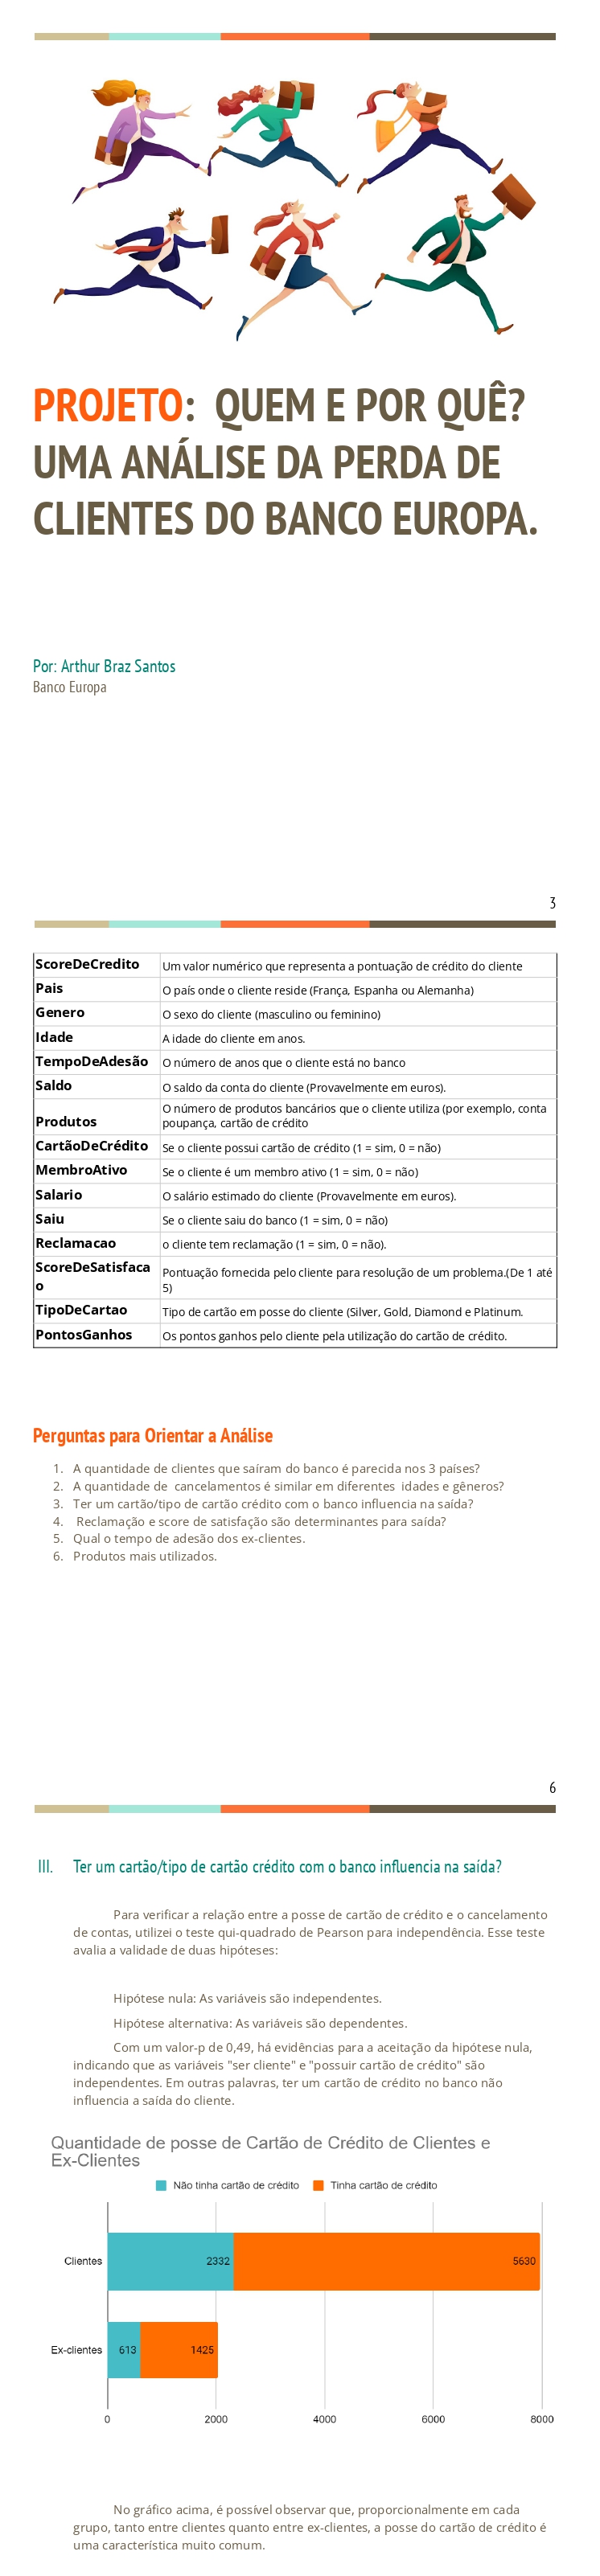 PROJETO: QUEM E POR QUÊ?
UMA ANÁLISE DA PERDA DE
CLIENTES DO BANCO EUROPA.
Por: Arthur Braz Santos
Banco Europa
3
ScoreDeCredito Um valor numérico que representa a pontuação de crédito do cliente
Pais O país onde o cliente reside (França, Espanha ou Alemanha)
Genero O sexo do cliente (masculino ou feminino)
Idade A idade do cliente em anos.
TempoDeAdesão O número de anos que o cliente está no banco
Saldo O saldo da conta do cliente (Provavelmente em euros).
Produtos O número de produtos bancários que o cliente utiliza (por exemplo, conta
poupança, cartão de crédito
CartãoDeCrédito Se o cliente possui cartão de crédito (1 = sim, 0 = não)
MembroAtivo Se o cliente é um membro ativo (1 = sim, 0 = não)
Salario O salário estimado do cliente (Provavelmente em euros).
Saiu Se o cliente saiu do banco (1 = sim, 0 = não)
Reclamacao o cliente tem reclamação (1 = sim, 0 = não).
ScoreDeSatisfaca
o
Pontuação fornecida pelo cliente para resolução de um problema.(De 1 até
5)
TipoDeCartao Tipo de cartão em posse do cliente (Silver, Gold, Diamond e Platinum.
PontosGanhos Os pontos ganhos pelo cliente pela utilização do cartão de crédito.
Perguntas para Orientar a Análise
1. A quantidade de clientes que saíram do banco é parecida nos 3 países?
2. A quantidade de cancelamentos é similar em diferentes idades e gêneros?
3. Ter um cartão/tipo de cartão crédito com o banco influencia na saída?
4. Reclamação e score de satisfação são determinantes para saída?
5. Qual o tempo de adesão dos ex-clientes.
6. Produtos mais utilizados.
6
III. Ter um cartão/tipo de cartão crédito com o banco influencia na saída?
Para verificar a relação entre a posse de cartão de crédito e o cancelamento
de contas, utilizei o teste qui-quadrado de Pearson para independência. Esse teste
avalia a validade de duas hipóteses:
Hipótese nula: As variáveis são independentes.
Hipótese alternativa: As variáveis são dependentes.
Com um valor-p de 0,49, há evidências para a aceitação da hipótese nula,
indicando que as variáveis "ser cliente" e "possuir cartão de crédito" são
independentes. Em outras palavras, ter um cartão de crédito no banco não
influencia a saída do cliente.
Quantidade de posse de Cartão de Crédito de Clientes e
Ex-Clientes
Não tinha cartão de crédito Tinha cartão de crédito
Clientes 2332 5630
Ex-clientes 613 1425
0 2000 4000 6000 8000
No gráfico acima, é possível observar que, proporcionalmente em cada
grupo, tanto entre clientes quanto entre ex-clientes, a posse do cartão de crédito é
uma característica muito comum.